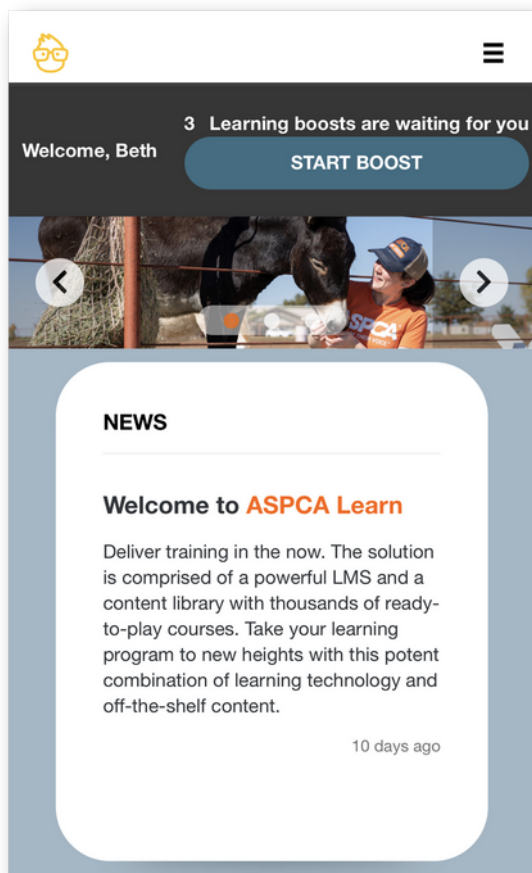 3 Learning boosts are waiting for you
Welcome, Beth
START BOOST
SPCA
NEWS
Welcome to ASPCA Learn
Deliver training in the now. The solution
is comprised of a powerful LMS and a
content library with thousands of ready-
to-play courses. Take your learning
program to new heights with this potent
combination of learning technology and
off-the-shelf content.
10 days ago